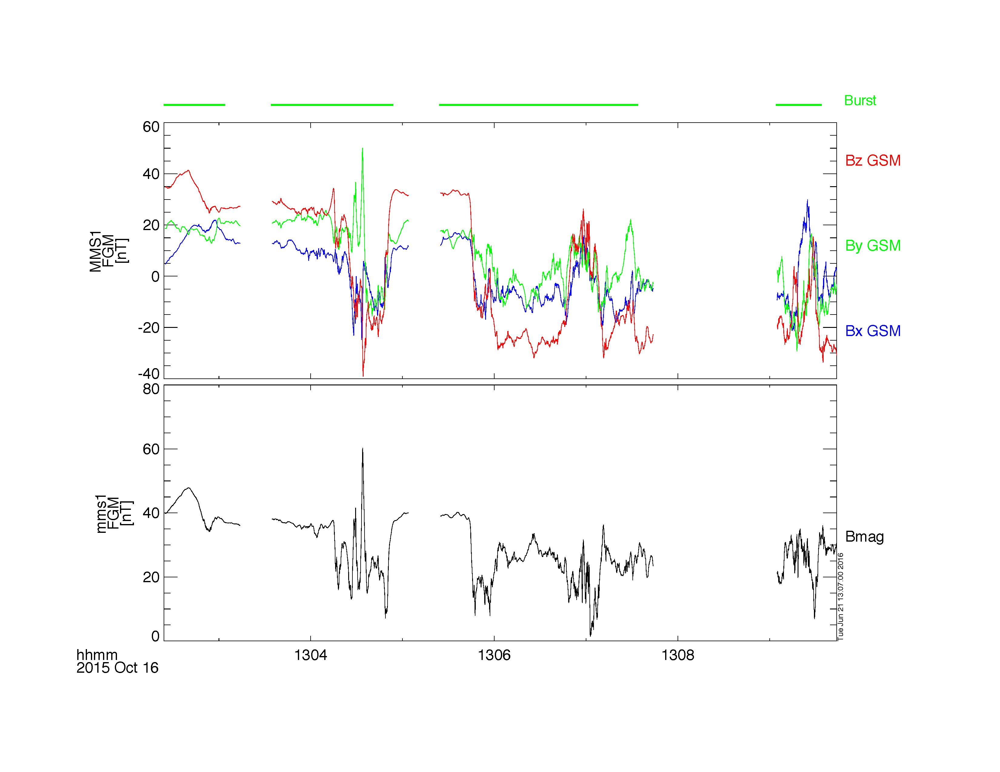 Burst
60
40
20
0
-20
-40
MMS1
FGM
[nT]
Bz GSM
By GSM
Bx GSM
80
60
40
20
0
mms1
FGM
[nT]
Bmag
Tue Jun 21 13:07:00 2016
1304
1306
1308
hhmm
2015 Oct 16